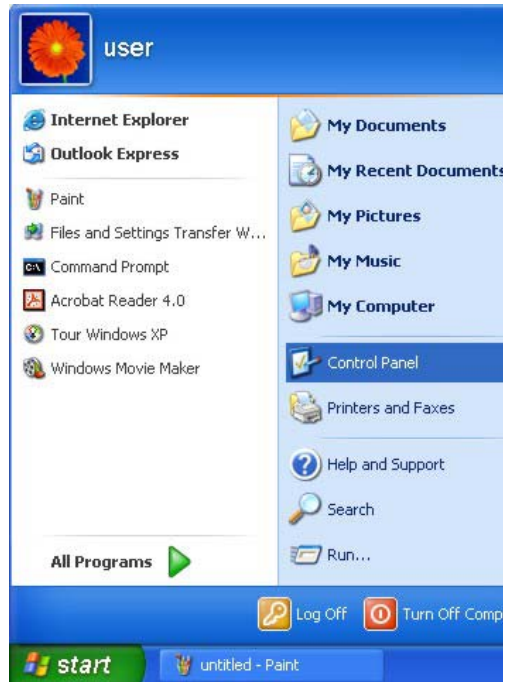 user
Internet Explorer
Outlook Express
Paint
Files and Settings Transfer W...
Command Prompt
Acrobat Reader 4.0
Tour Windows XP
Windows Movie Maker
All Programs
My Documents
My Recent Documents
My Pictures
My Music
My Computer
Control Panel
Printers and Faxes
Help and Support
Search
Run...
Log Off
Turn Off Comp
start
untitled - Paint